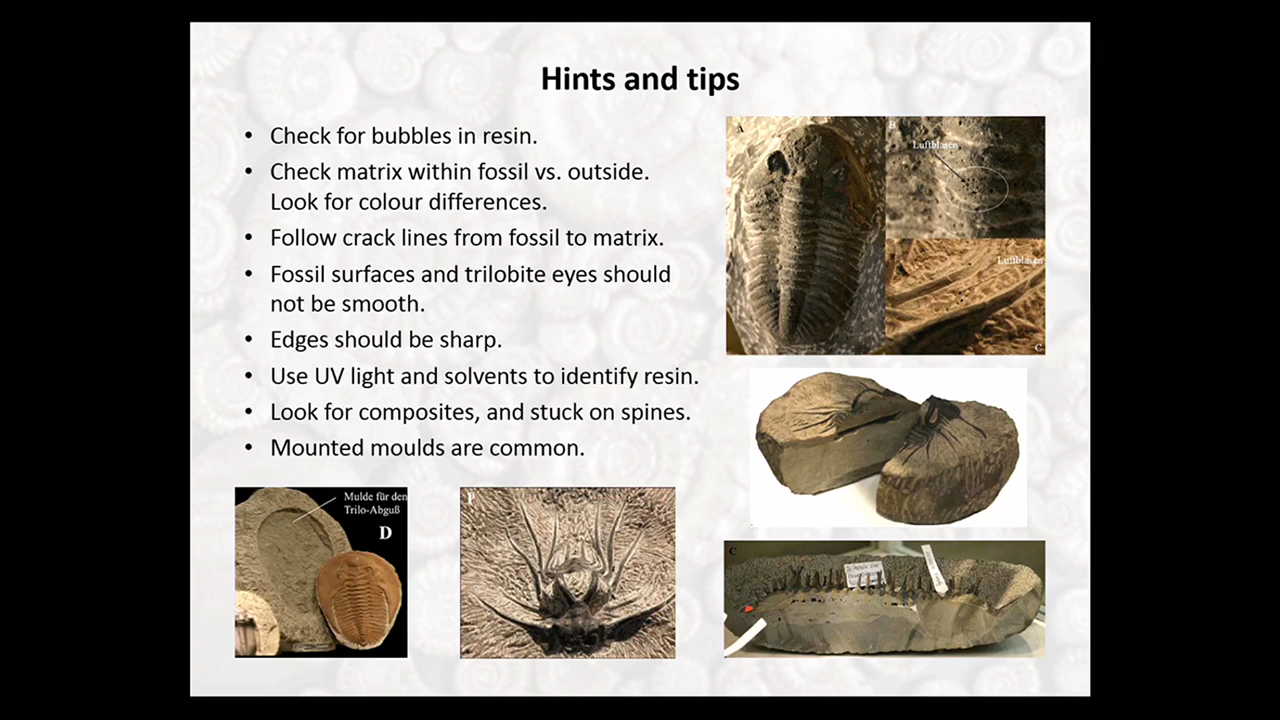 Hints and tips
• Check for bubbles in resin.
• Check matrix within fossil vs. outside.
Look for colour differences.
• Follow crack lines from fossil to matrix.
• Fossil surfaces and trilobite eyes should
not be smooth.
• Edges should be sharp.
• Use UV light and solvents to identify resin.
• Look for composites, and stuck on spines.
• Mounted moulds are common.
A
B
Luftblasen
Luftblasen
C
Mulde für den
Trilo-Abguß
D
F
C